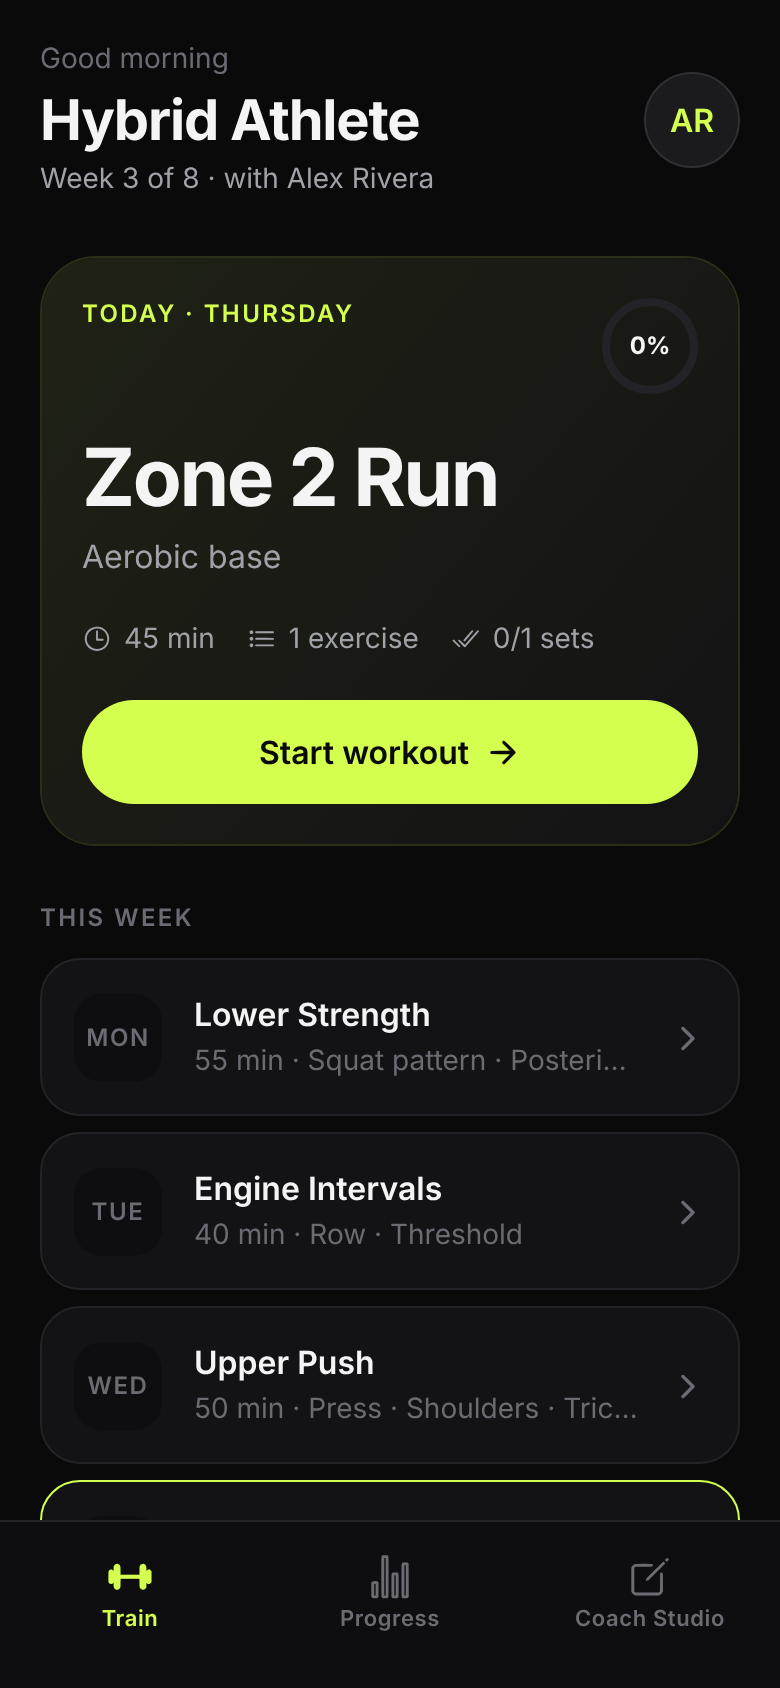 Good morning
Hybrid Athlete
Week 3 of 8 · with Alex Rivera
AR
TODAY · THURSDAY
0%
Zone 2 Run
Aerobic base
45 min
1 exercise
0/1 sets
Start workout →
THIS WEEK
MON
Lower Strength
55 min · Squat pattern · Posteri...
TUE
Engine Intervals
40 min · Row · Threshold
WED
Upper Push
50 min · Press · Shoulders · Tric...
Train
Progress
Coach Studio